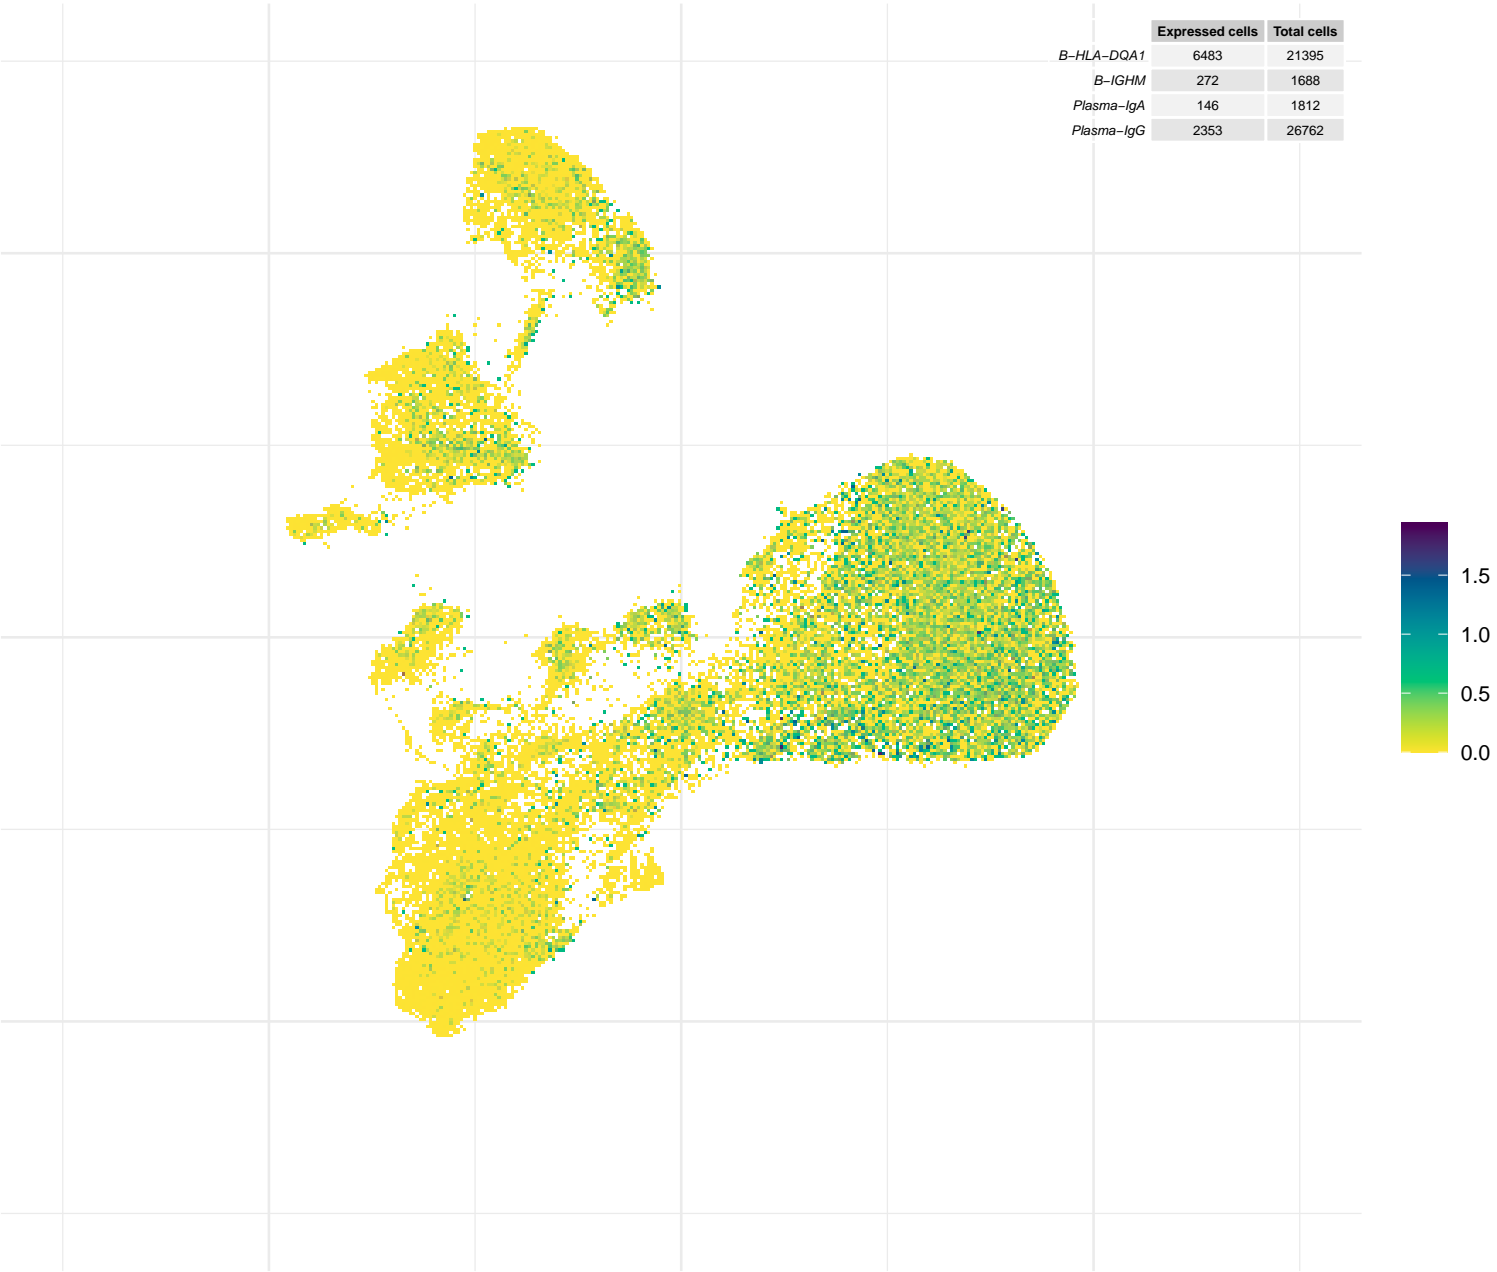 Expressed cells Total cells
B−HLA−DQA1 6483 21395
B−IGHM 272 1688
Plasma−IgA 146 1812
Plasma−IgG 2353 26762
1.5
1.0
0.5
0.0